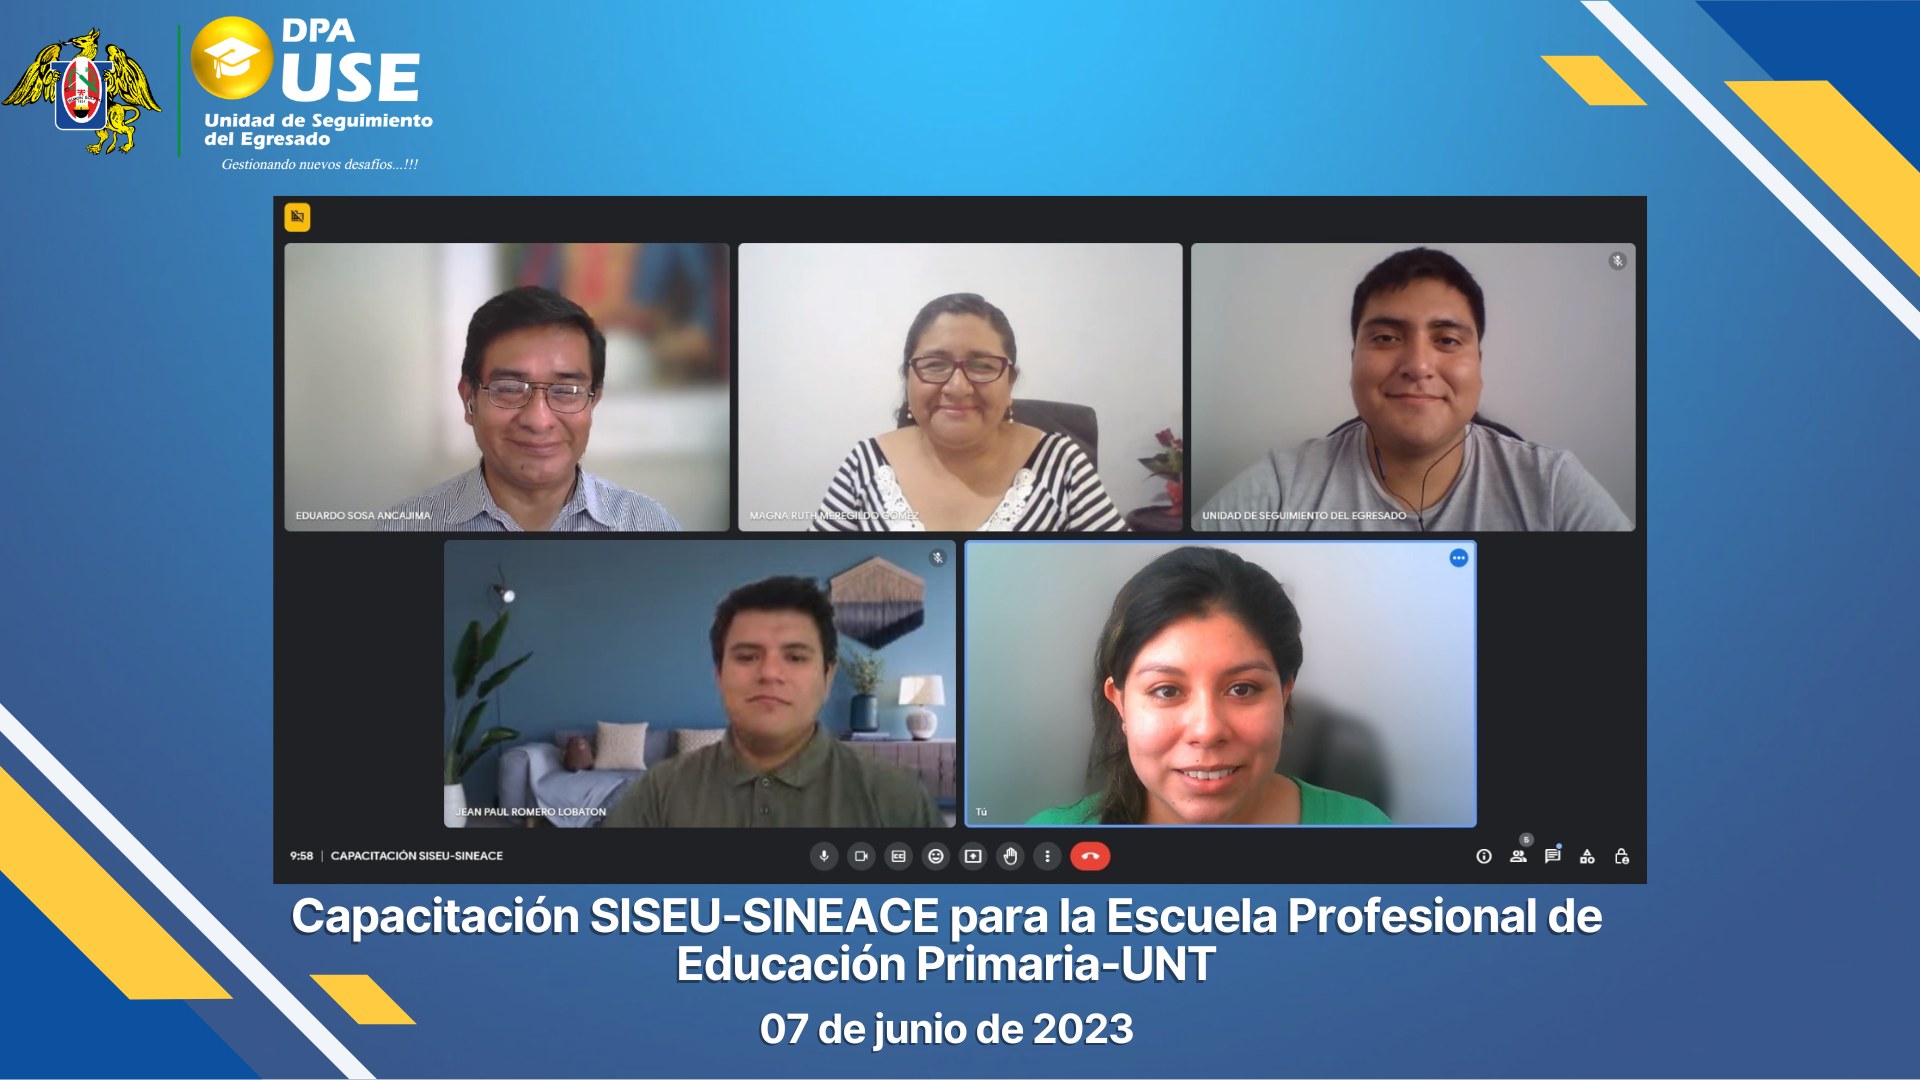 DPA
USE
Unidad de Seguimiento
del Egresado
Gestionando nuevos desafíos...!!!
EDUARDO SOSA ANCAJIMA
MAGNA RUTH MEREGILDO GOMEZ
UNIDAD DE SEGUIMIENTO DEL EGRESADO
JEAN PAUL ROMERO LOBATON
Tú
5
9:58 | CAPACITACIÓN SISEU-SINEACE
Capacitación SISEU-SINEACE para la Escuela Profesional de
Educación Primaria-UNT
07 de junio de 2023